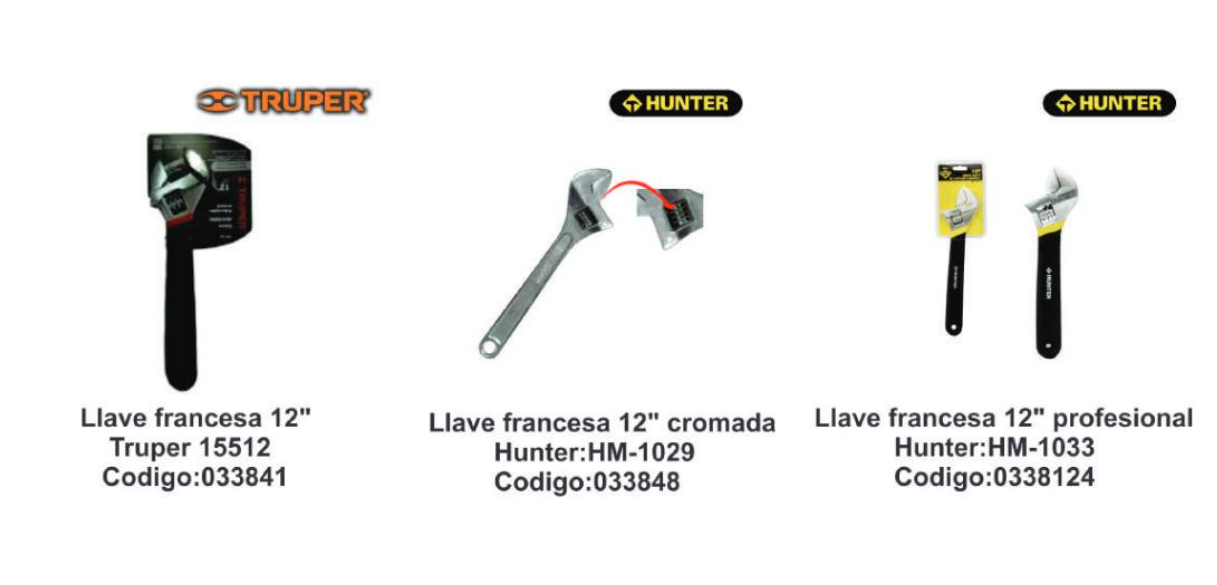 TRUPER
HUNTER
HUNTER
TRUPER
HUNTER
Llave francesa 12"
Truper 15512
Codigo:033841
Llave francesa 12" cromada
Hunter:HM-1029
Codigo:033848
Llave francesa 12" profesional
Hunter:HM-1033
Codigo:0338124